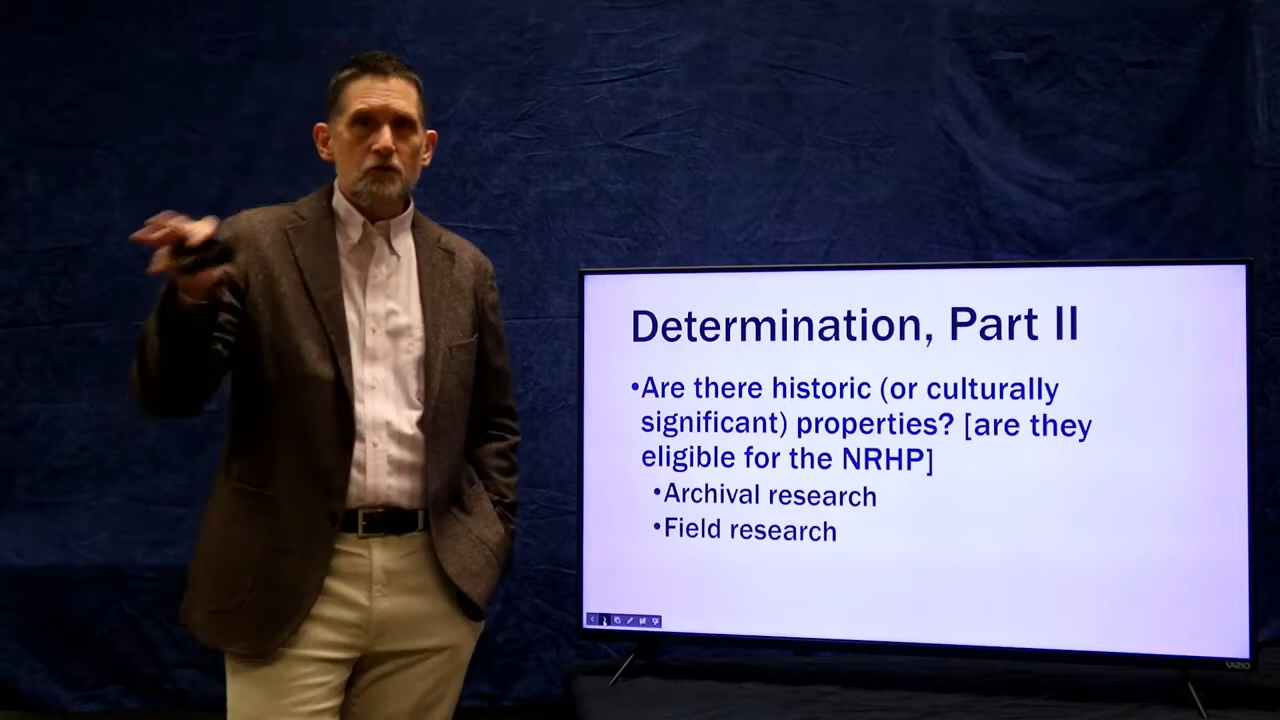 Determination, Part II
•Are there historic (or culturally
significant) properties? [are they
eligible for the NRHP]
•Archival research
•Field research
VIZIO